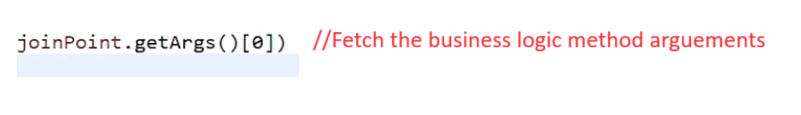 joinPoint.getArgs()[0]) //Fetch the business logic method arguements